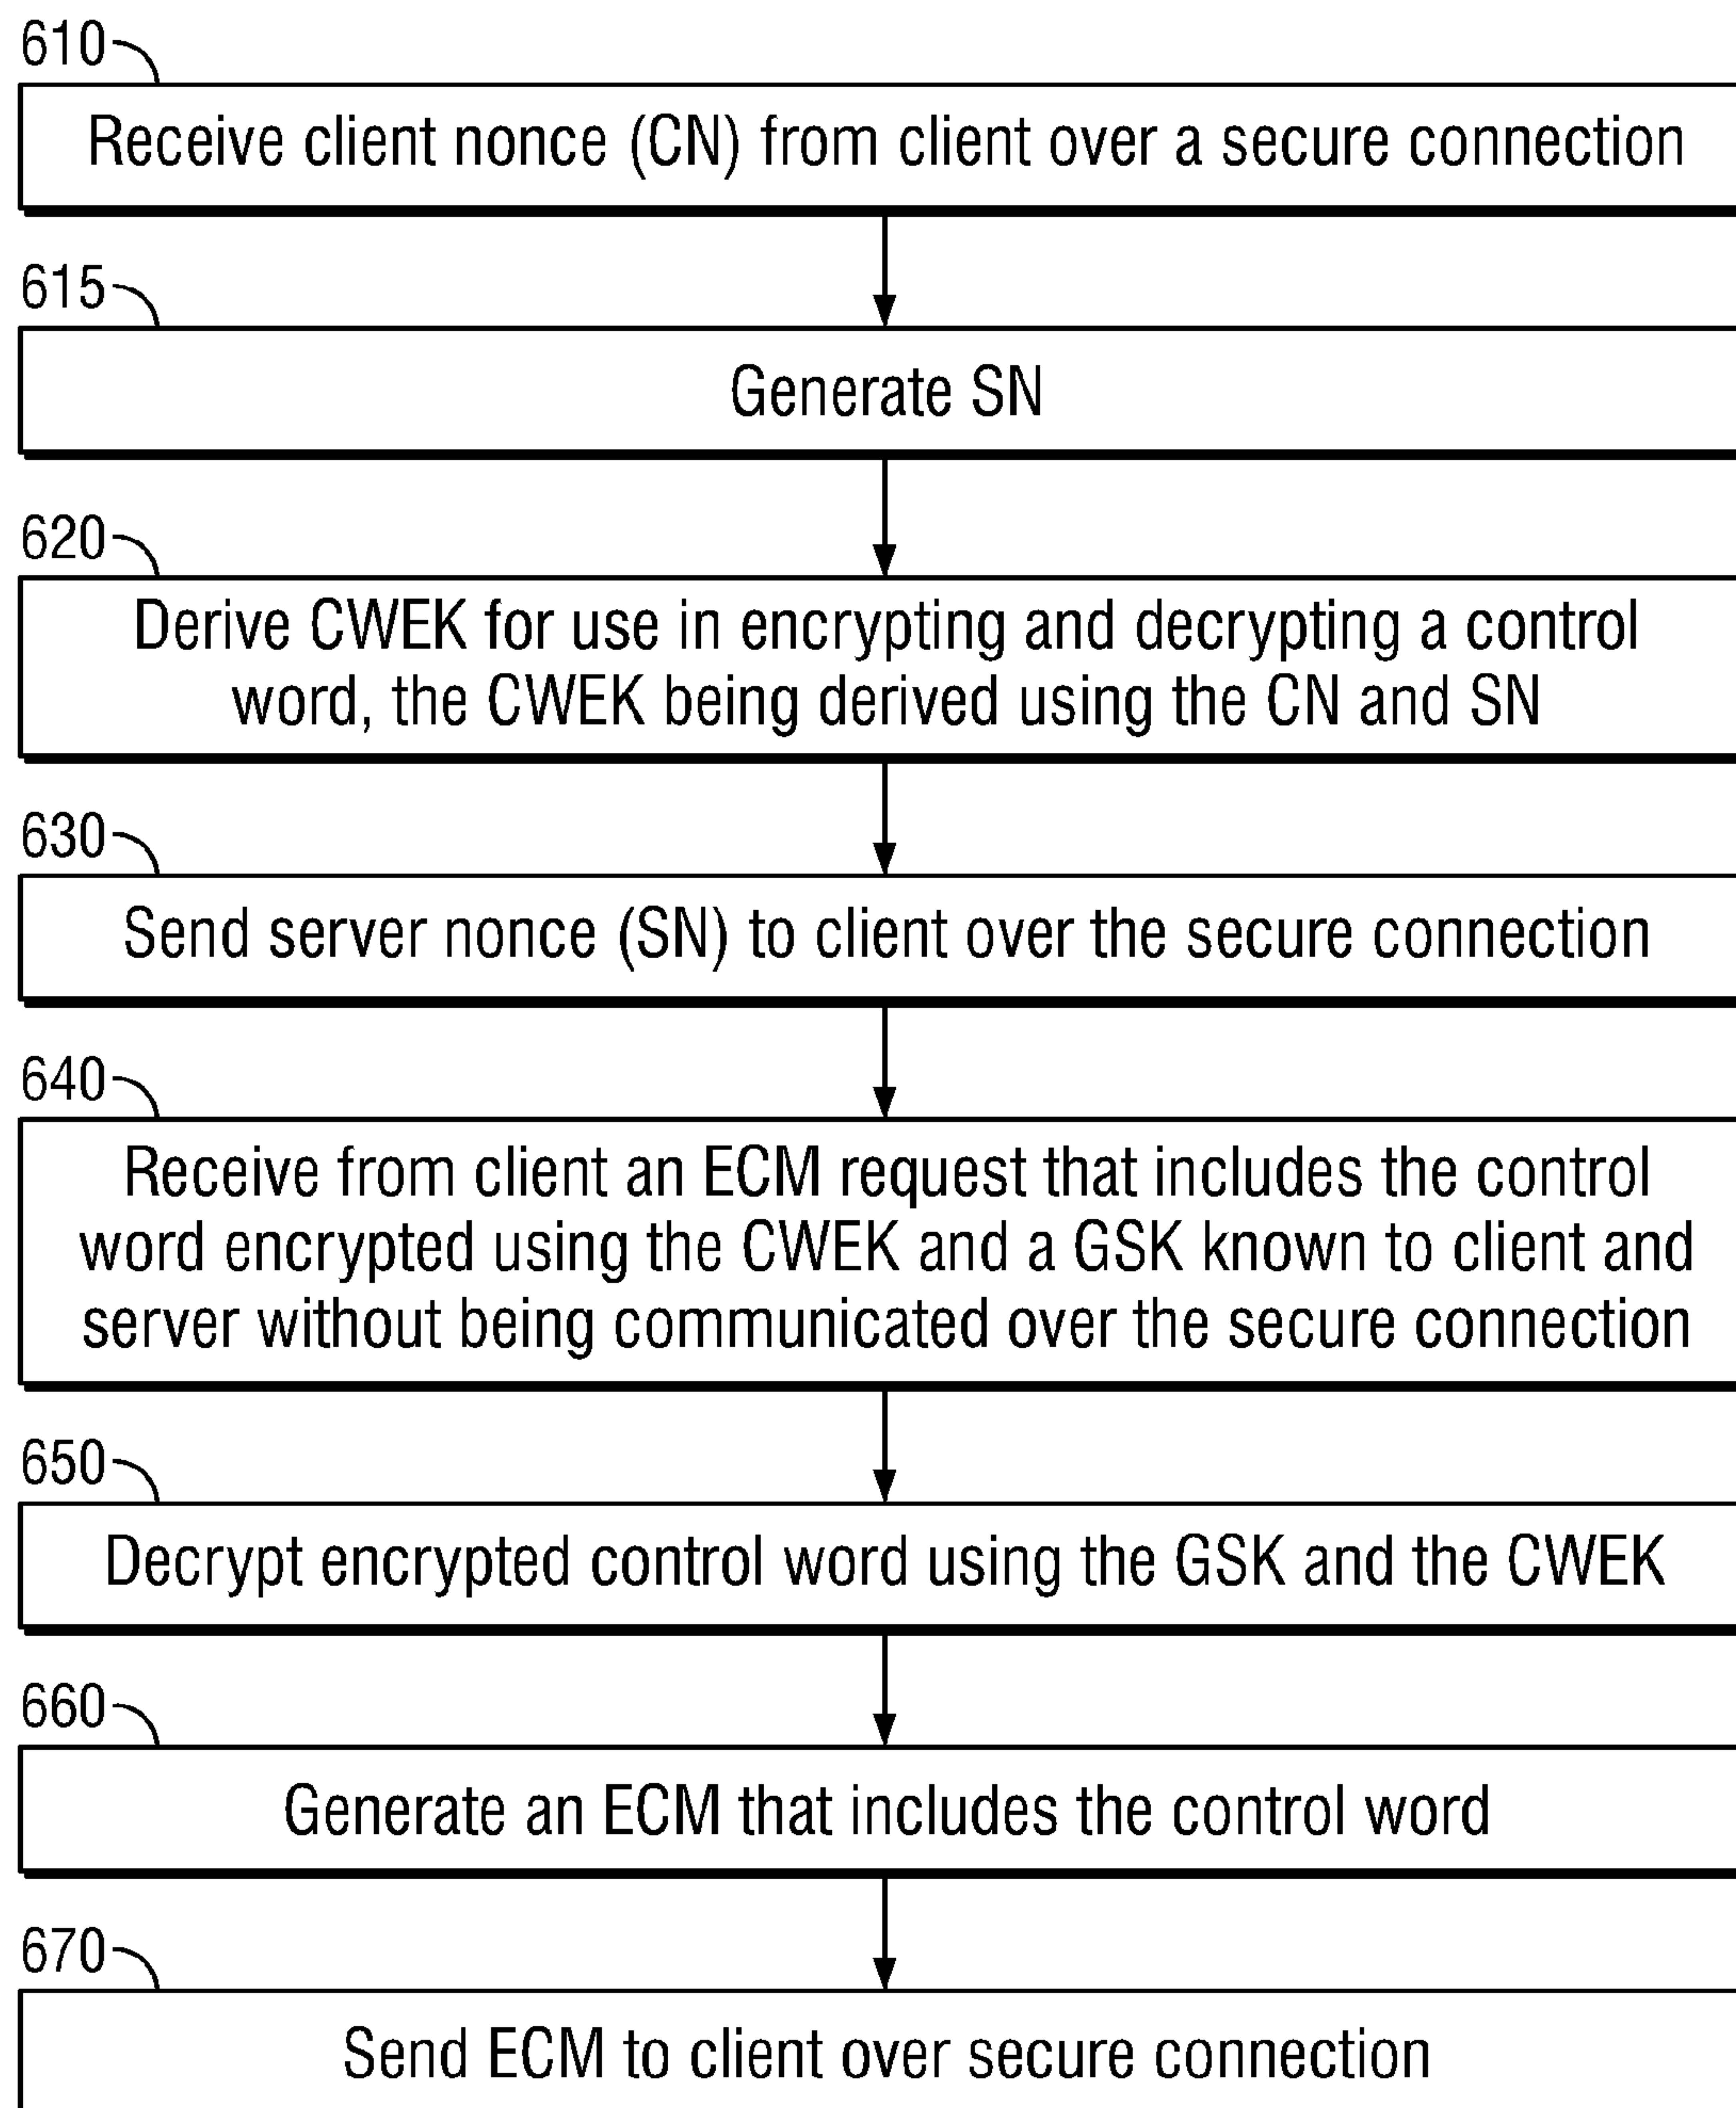 610
Receive client nonce (CN) from client over a secure connection
615
Generate SN
620
Derive CWEK for use in encrypting and decrypting a control
word, the CWEK being derived using the CN and SN
630
Send server nonce (SN) to client over the secure connection
640
Receive from client an ECM request that includes the control
word encrypted using the CWEK and a GSK known to client and
server without being communicated over the secure connection
650
Decrypt encrypted control word using the GSK and the CWEK
660
Generate an ECM that includes the control word
670
Send ECM to client over secure connection